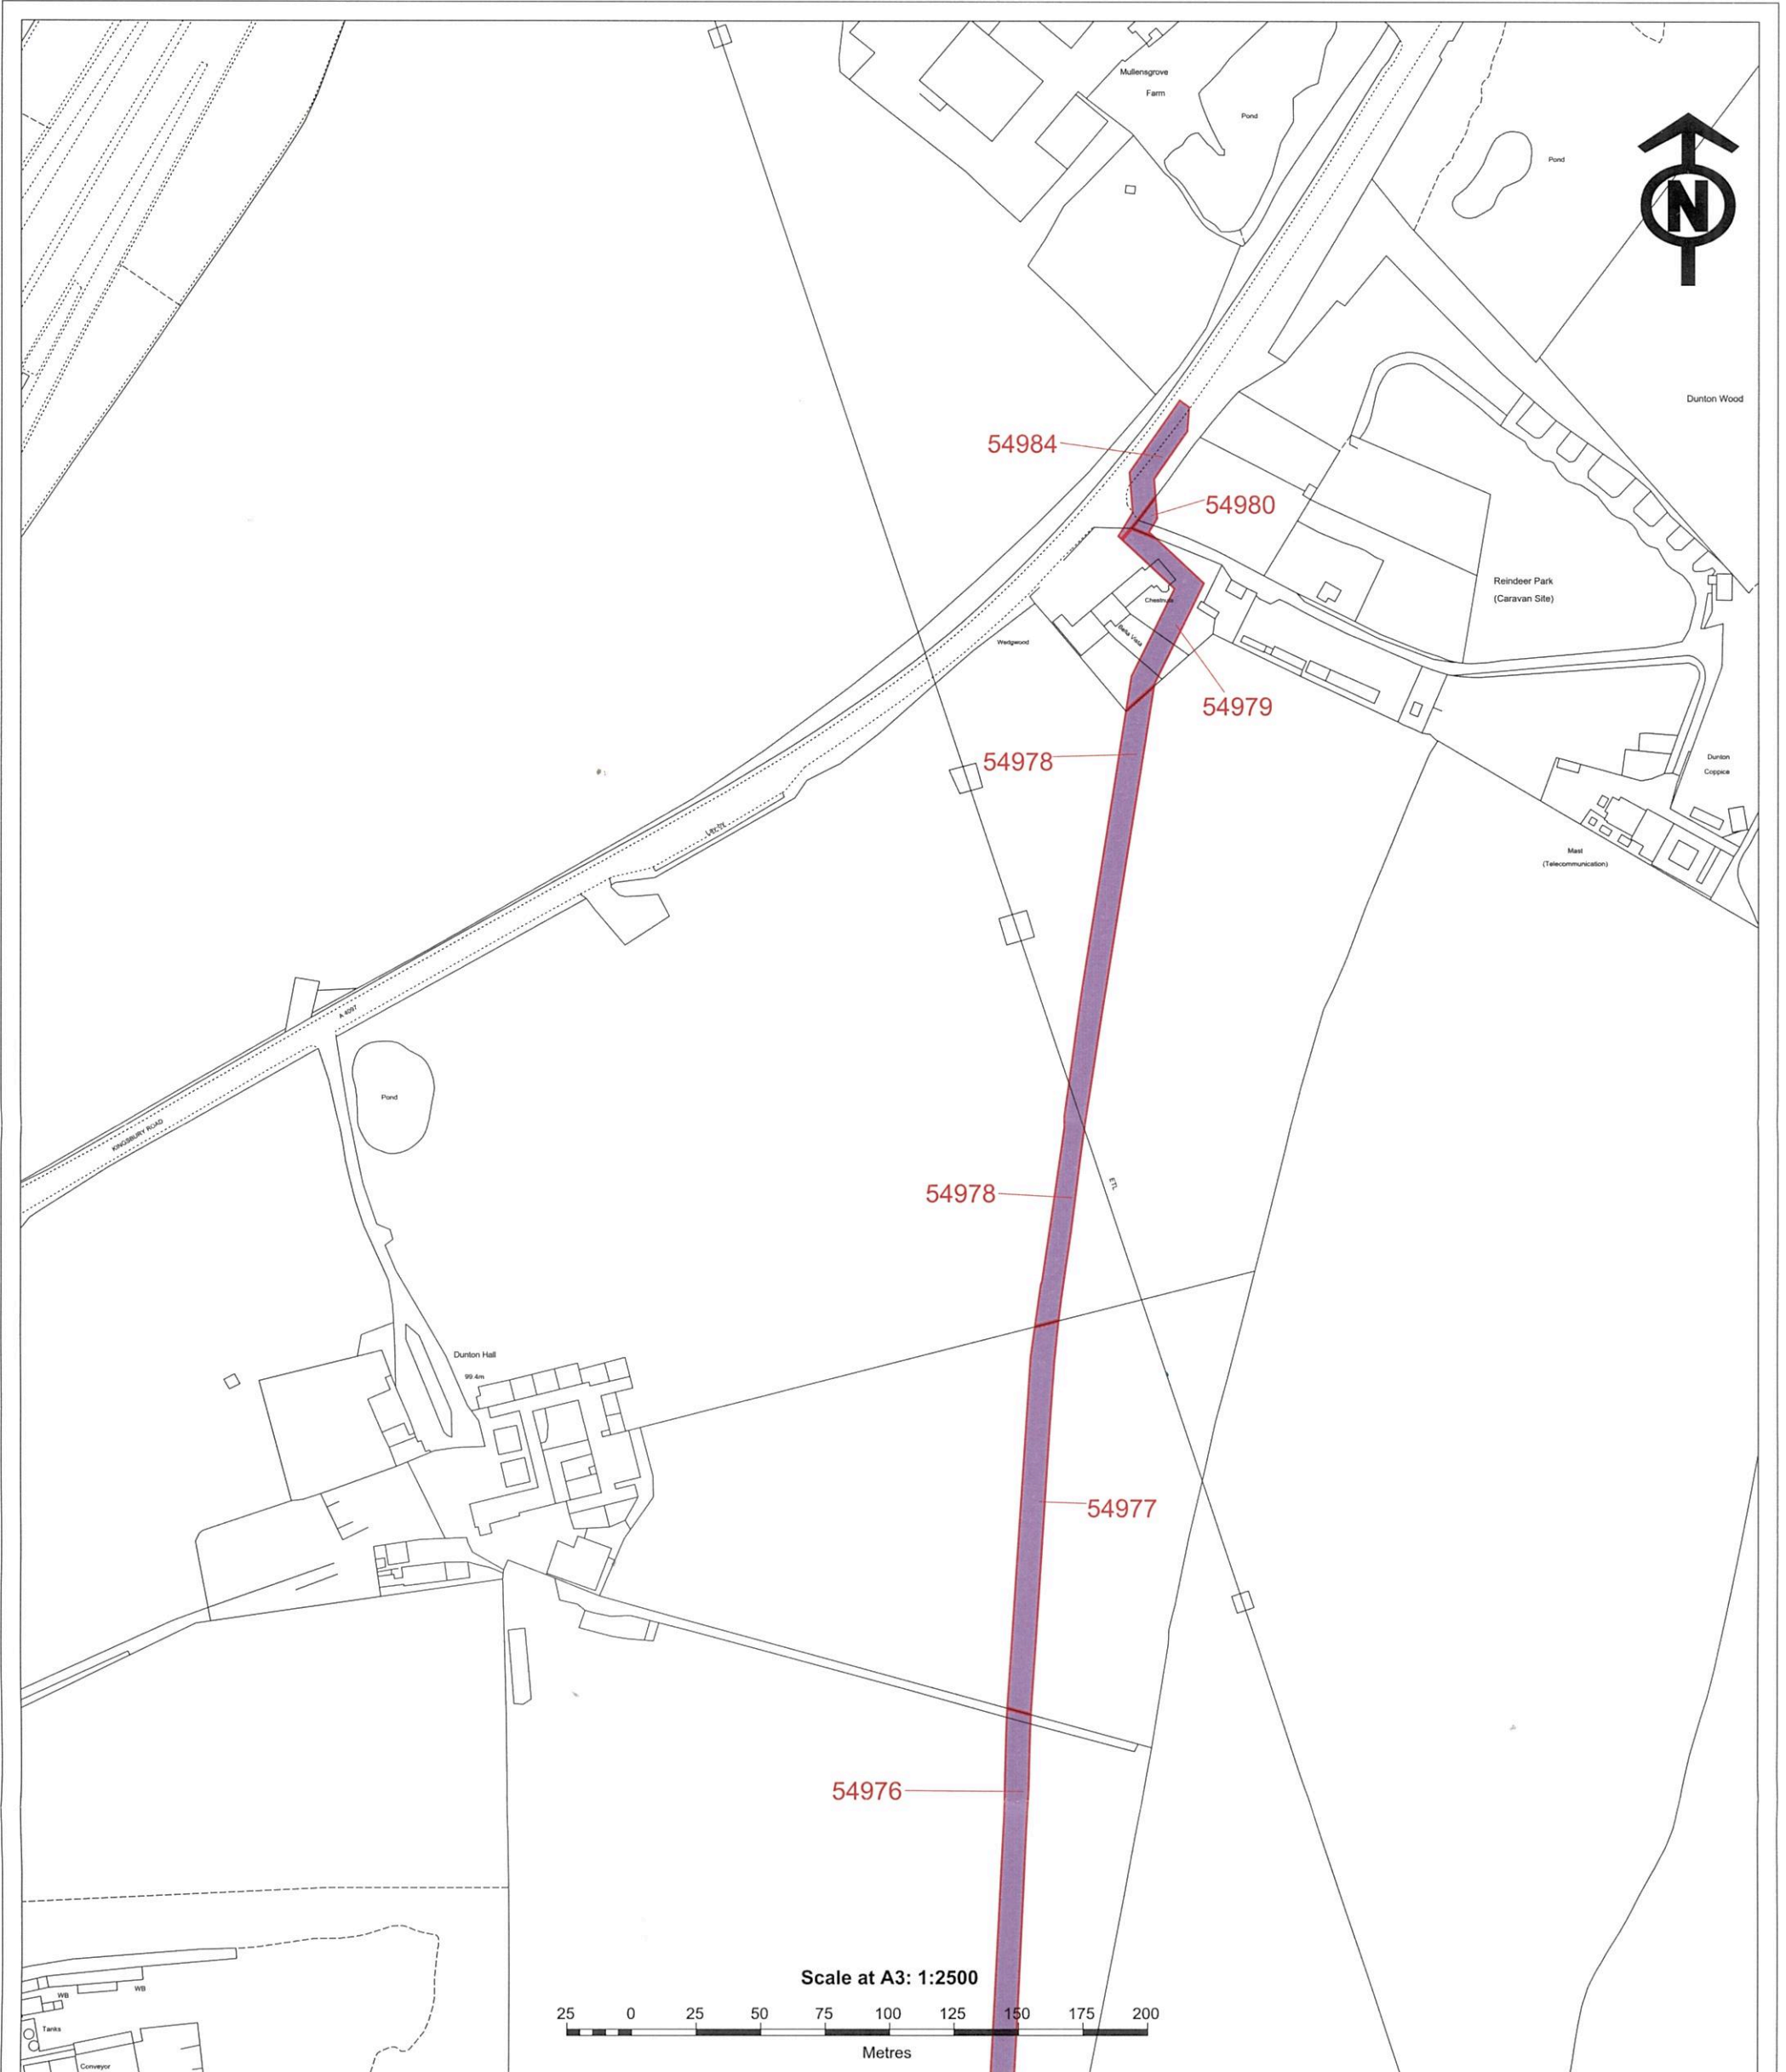 Mullensgrove
Farm
Pond
Pond
N
Dunton Wood
54984
54980
Reindeer Park
(Caravan Site)
Chestnuts
Bella Vista
Wedgwood
54979
54978
Dunton
Coppice
Mast
(Telecommunication)
A 4097
Pond
KINGSBURY ROAD
ETL
54978
Dunton Hall
99.4m
54977
54976
Scale at A3: 1:2500
25 0 25 50 75 100 125 150 175 200
Metres
WB
WB
Tanks
Conveyor